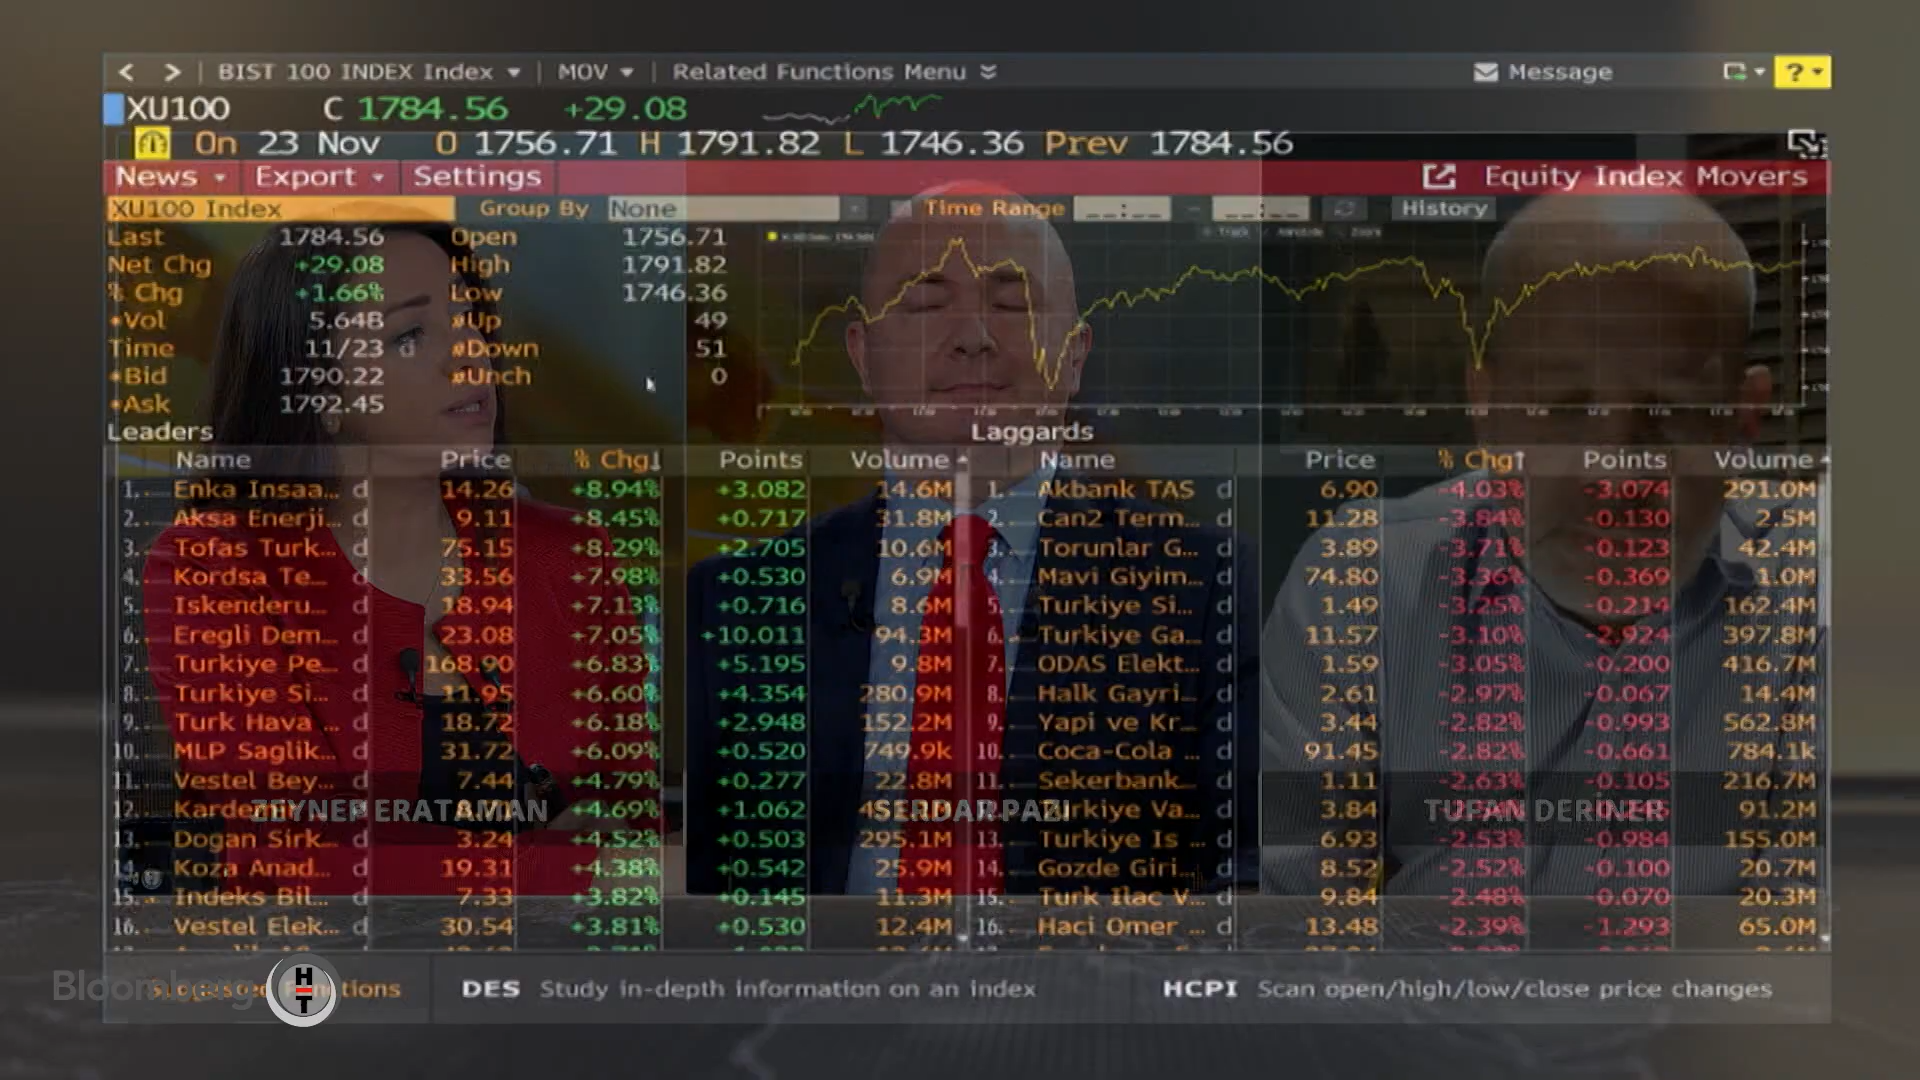 BIST 100 INDEX Index MOV Related Functions Menu Message ?
XU100 C 1784.56 +29.08
On 23 Nov O 1756.71 H 1791.82 L 1746.36 Prev 1784.56
News Export Settings Equity Index Movers
XU100 Index Group By None Time Range --:-- - --:-- History
Last 1784.56 Open 1756.71
Net Chg +29.08 High 1791.82
% Chg +1.66% Low 1746.36
Vol 5.64B #Up 49
Time 11/23 d #Down 51
Bid 1790.22 #Unch 0
Ask 1792.45
Leaders Laggards
Name Price % Chg↓ Points Volume Name Price % Chg↑ Points Volume
1. Enka Insaa... d 14.26 +8.94% +3.082 14.6M 1. Akbank TAS d 6.90 -4.03% -3.074 291.0M
2. Aksa Enerji... d 9.11 +8.45% +0.717 31.8M 2. Can2 Term... d 11.28 -3.84% -0.130 2.5M
3. Tofas Turk... d 75.15 +8.29% +2.705 10.6M 3. Torunlar G... d 3.89 -3.71% -0.123 42.4M
4. Kordsa Te... d 33.56 +7.98% +0.530 6.9M 4. Mavi Giyim... d 74.80 -3.36% -0.369 1.0M
5. Iskenderu... d 18.94 +7.13% +0.716 8.6M 5. Turkiye Si... d 1.49 -3.25% -0.214 162.4M
6. Eregli Dem... d 23.08 +7.05% +10.011 94.3M 6. Turkiye Ga... d 11.57 -3.10% -2.924 397.8M
7. Turkiye Pe... d 168.90 +6.83% +5.195 9.8M 7. ODAS Elekt... d 1.59 -3.05% -0.200 416.7M
8. Turkiye Si... d 11.95 +6.60% +4.354 280.9M 8. Halk Gayri... d 2.61 -2.97% -0.067 14.4M
9. Turk Hava ... d 18.72 +6.18% +2.948 152.2M 9. Yapi ve Kr... d 3.44 -2.82% -0.993 562.8M
10. MLP Saglik... d 31.72 +6.09% +0.520 749.9k 10. Coca-Cola ... d 91.45 -2.82% -0.661 784.1k
11. Vestel Bey... d 7.44 +4.79% +0.277 22.8M 11. Sekerbank d 1.11 -2.63% -0.105 216.7M
12. Kardemir d +4.69% +1.062 12. Turkiye Va... d 3.84 91.2M
ZEYNEP ERATAMAN SERDAR PAZI TUFAN DERİNER
13. Dogan Sirk... d 3.24 +4.52% +0.503 295.1M 13. Turkiye Is ... d 6.93 -2.53% -0.984 155.0M
14. Koza Anad... d 19.31 +4.38% +0.542 25.9M 14. Gozde Giri... d 8.52 -2.52% -0.100 20.7M
15. Indeks Bil... d 7.33 +3.82% +0.145 11.3M 15. Turk Ilac V... d 9.84 -2.48% -0.070 20.3M
16. Vestel Elek... d 30.54 +3.81% +0.530 12.4M 16. Haci Omer ... d 13.48 -2.39% -1.293 65.0M
Bloomberg HT Suggested Functions DES Study in-depth information on an index HCPI Scan open/high/low/close price changes